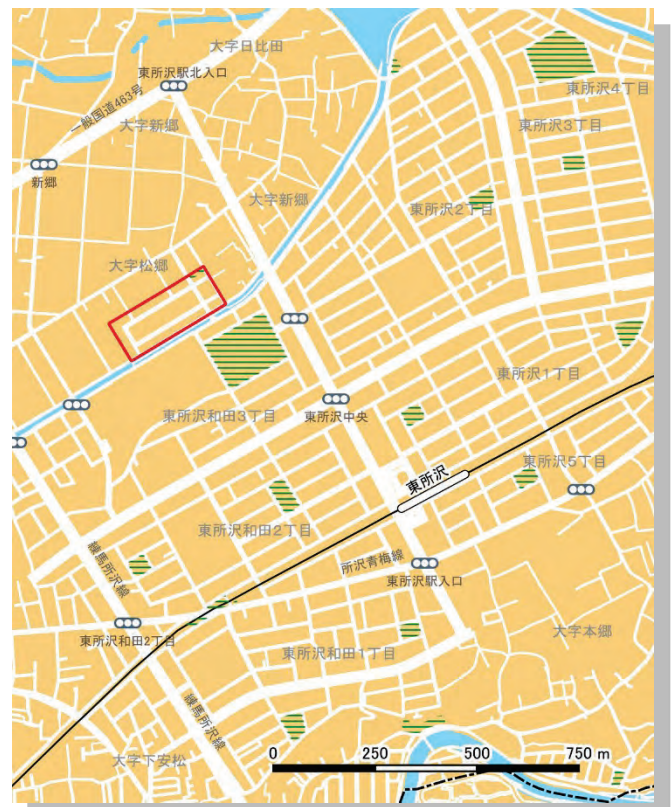 大字日比田
東所沢駅北入口
東所沢4丁目
一般国道463号
大字新郷
東所沢3丁目
新郷
大字新郷
東所沢2丁目
大字松郷
東所沢1丁目
東所沢和田3丁目
東所沢中央
東所沢
東所沢5丁目
東所沢和田2丁目
所沢青梅線
練馬所沢線
東所沢駅入口
東所沢和田2丁目
大字本郷
東所沢和田1丁目
練馬所沢線
大字下安松
0 250 500 750 m